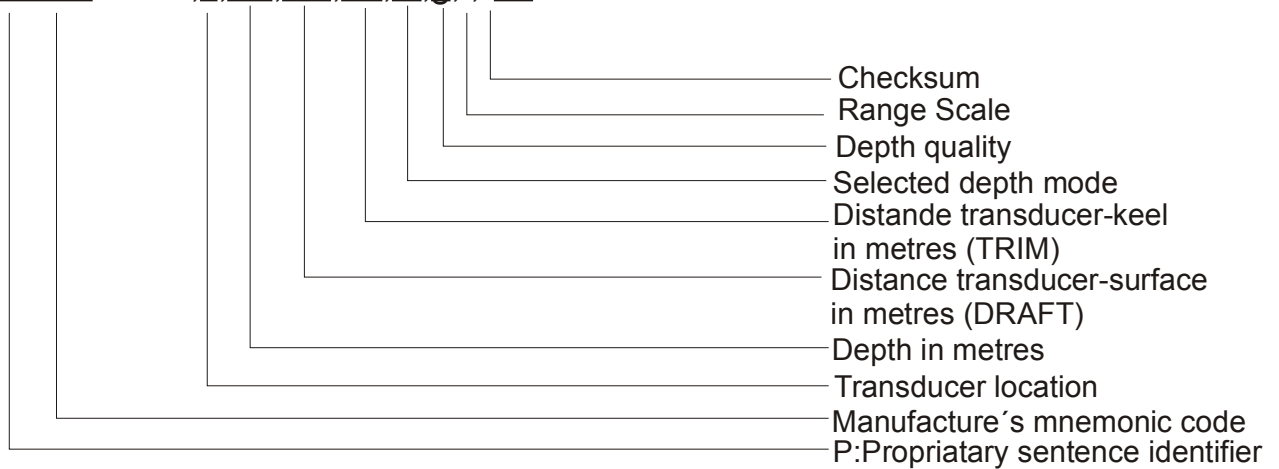 Checksum
Range Scale
Depth quality
Selected depth mode
Distande transducer-keel
in metres (TRIM)
Distance transducer-surface
in metres (DRAFT)
Depth in metres
Transducer location
Manufacture´s mnemonic code
P:Propriatary sentence identifier